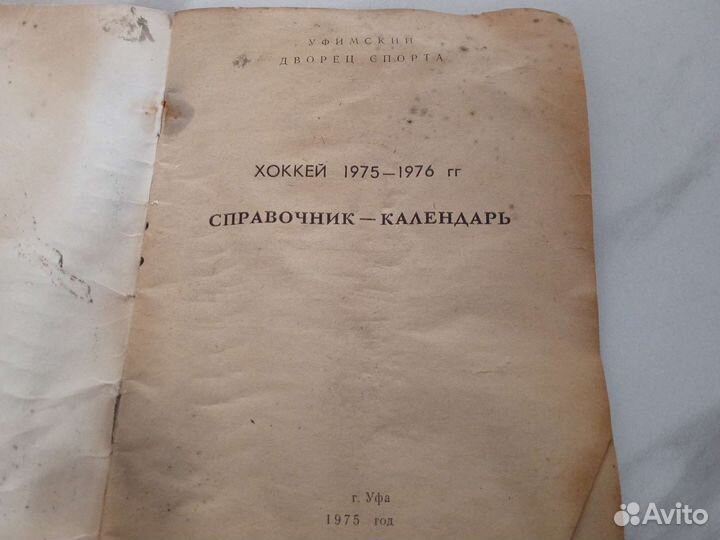 УФИМСКИЙ
ДВОРЕЦ СПОРТА
ХОККЕЙ 1975—1976 гг
СПРАВОЧНИК — КАЛЕНДАРЬ
г. Уфа
1975 год
Avito